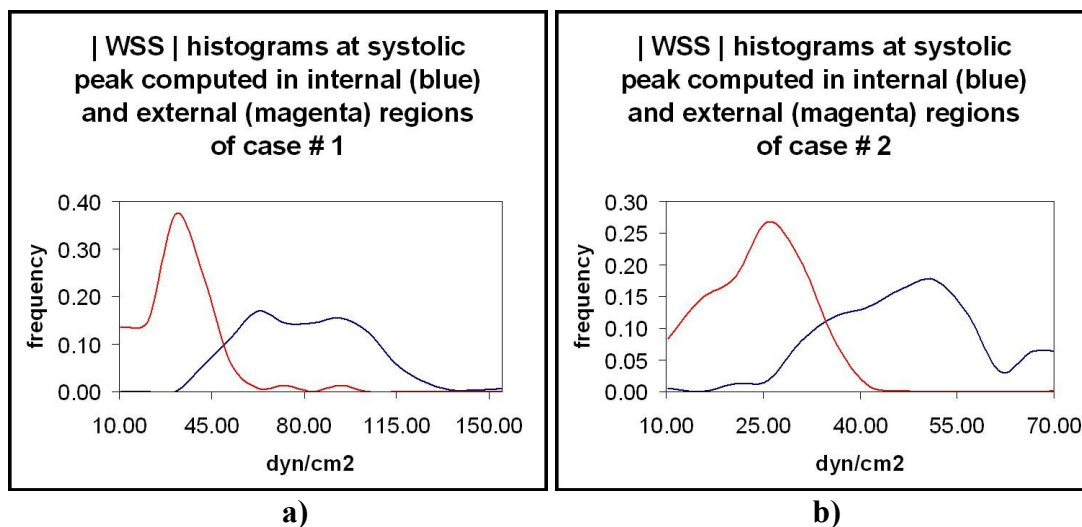 | WSS | histograms at systolic
peak computed in internal (blue)
and external (magenta) regions
of case # 1
0.40
0.30
0.20
0.10
0.00
frequency
10.00 45.00 80.00 115.00 150.00
dyn/cm2
a)
| WSS | histograms at systolic
peak computed in internal (blue)
and external (magenta) regions
of case # 2
0.30
0.25
0.20
0.15
0.10
0.05
0.00
frequency
10.00 25.00 40.00 55.00 70.00
dyn/cm2
b)